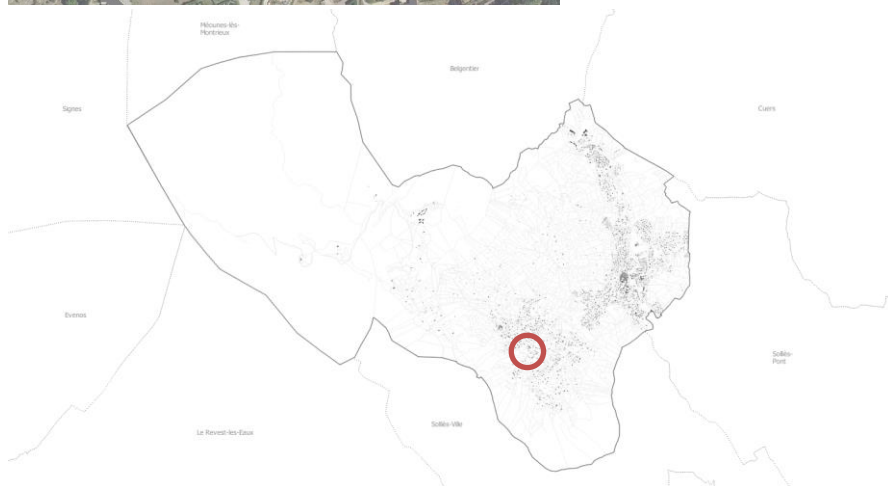 Méounes-lès-
Montrieux
Belgentier
Signes
Cuers
Evenos
Solliès-
Pont
Le Revest-les-Eaux
Solliès-Ville